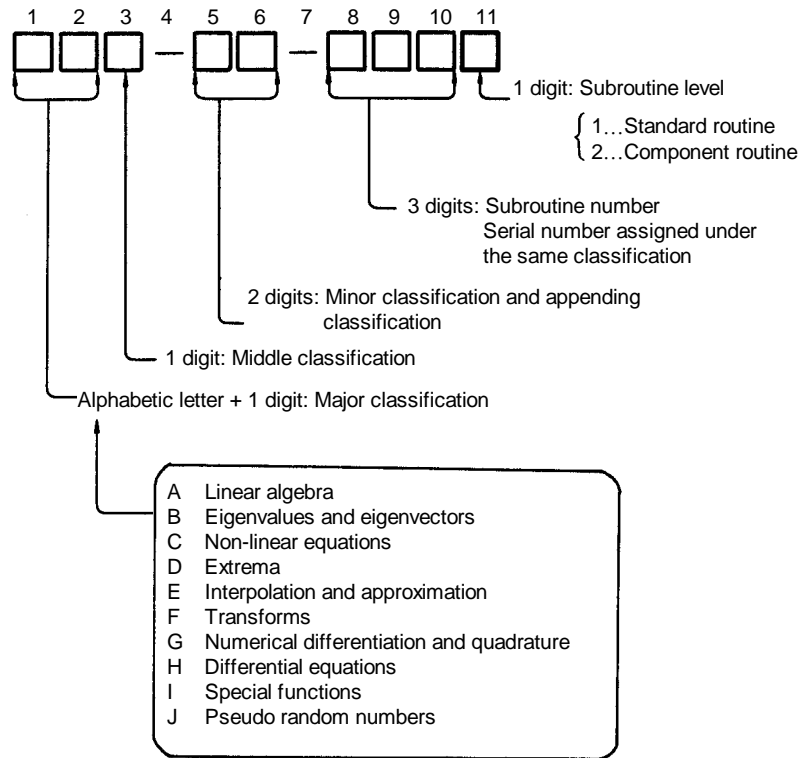 1 2 3 4 5 6 7 8 9 10 11
1 digit: Subroutine level
1…Standard routine
2…Component routine
3 digits: Subroutine number
Serial number assigned under
the same classification
2 digits: Minor classification and appending
classification
1 digit: Middle classification
Alphabetic letter + 1 digit: Major classification
A Linear algebra
B Eigenvalues and eigenvectors
C Non-linear equations
D Extrema
E Interpolation and approximation
F Transforms
G Numerical differentiation and quadrature
H Differential equations
I Special functions
J Pseudo random numbers